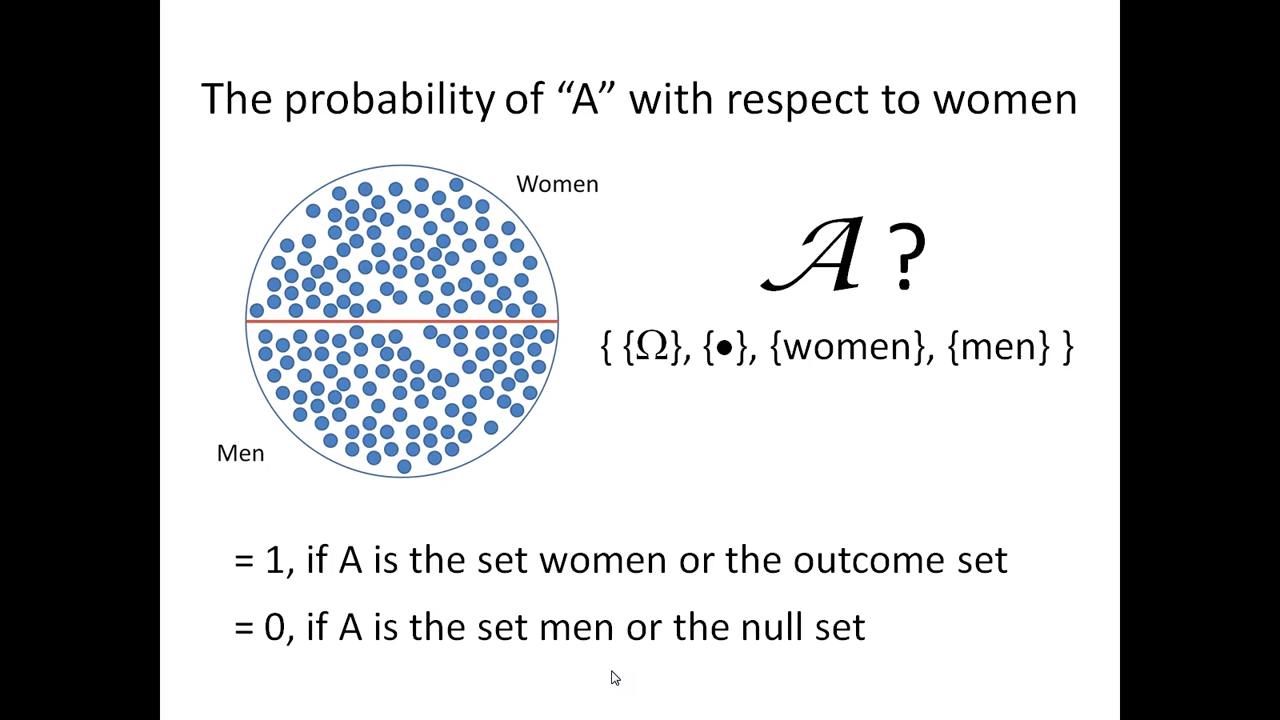 The probability of “A” with respect to women
Women
𝒜 ?
{ {Ω}, {•}, {women}, {men} }
Men
= 1, if A is the set women or the outcome set
= 0, if A is the set men or the null set